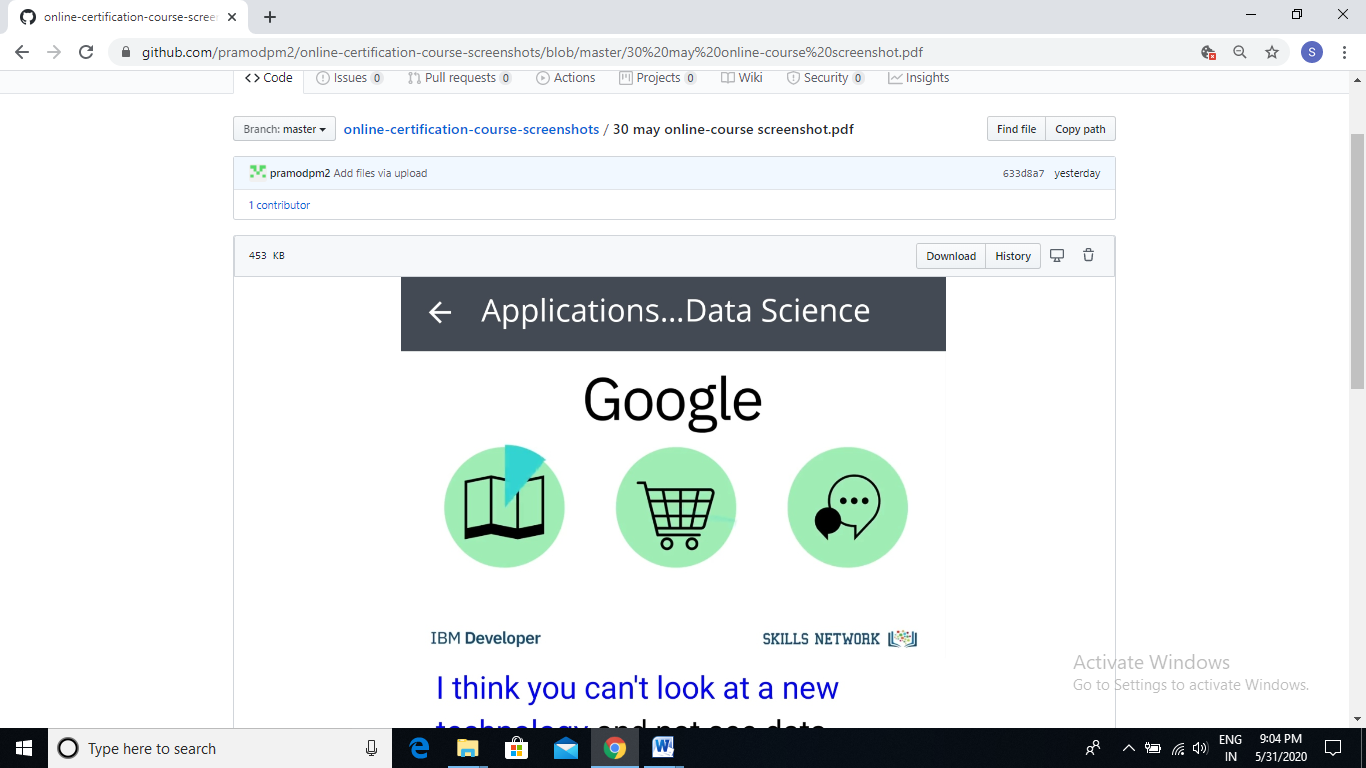 online-certification-course-scree
github.com/pramodpm2/online-certification-course-screenshots/blob/master/30%20may%20online-course%20screenshot.pdf
S
Code Issues 0 Pull requests 0 Actions Projects 0 Wiki Security 0 Insights
Branch: master online-certification-course-screenshots / 30 may online-course screenshot.pdf Find file Copy path
pramodpm2 Add files via upload 633d8a7 yesterday
1 contributor
453 KB Download History
Applications...Data Science
Google
IBM Developer SKILLS NETWORK
I think you can't look at a new
technology and not see data
Activate Windows
Go to Settings to activate Windows.
Type here to search
ENG
IN
9:04 PM
5/31/2020